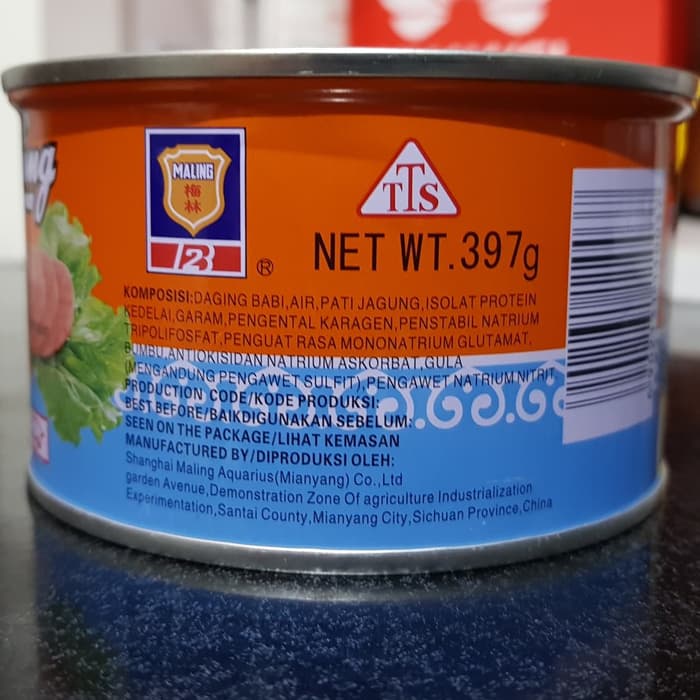 MALING
梅
林
B2
®
TTS
NET WT.397g
KOMPOSISI:DAGING BABI,AIR,PATI JAGUNG,ISOLAT PROTEIN
KEDELAI,GARAM,PENGENTAL KARAGEN,PENSTABIL NATRIUM
TRIPOLIFOSFAT,PENGUAT RASA MONONATRIUM GLUTAMAT,
BUMBU,ANTIOKISIDAN NATRIUM ASKORBAT,GULA
(MENGANDUNG PENGAWET SULFIT),PENGAWET NATRIUM NITRIT
PRODUCTION CODE/KODE PRODUKSI:
BEST BEFORE/BAIKDIGUNAKAN SEBELUM:
SEEN ON THE PACKAGE/LIHAT KEMASAN
MANUFACTURED BY/DIPRODUKSI OLEH:
Shanghai Maling Aquarius(Mianyang) Co.,Ltd
garden Avenue,Demonstration Zone Of agriculture Industrialization
Experimentation,Santai County,Mianyang City,Sichuan Province,China